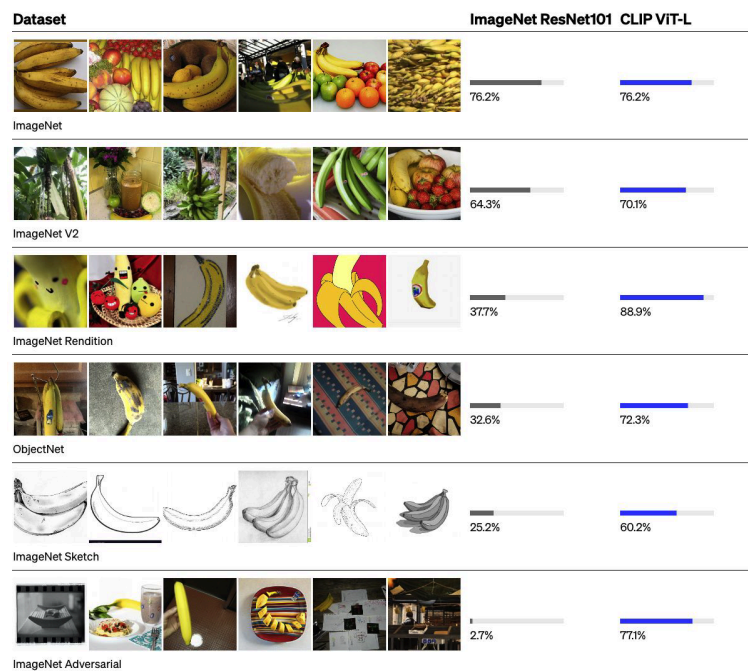 Dataset ImageNet ResNet101 CLIP ViT-L
76.2% 76.2%
ImageNet
64.3% 70.1%
ImageNet V2
37.7% 88.9%
ImageNet Rendition
32.6% 72.3%
ObjectNet
25.2% 60.2%
ImageNet Sketch
2.7% 77.1%
ImageNet Adversarial